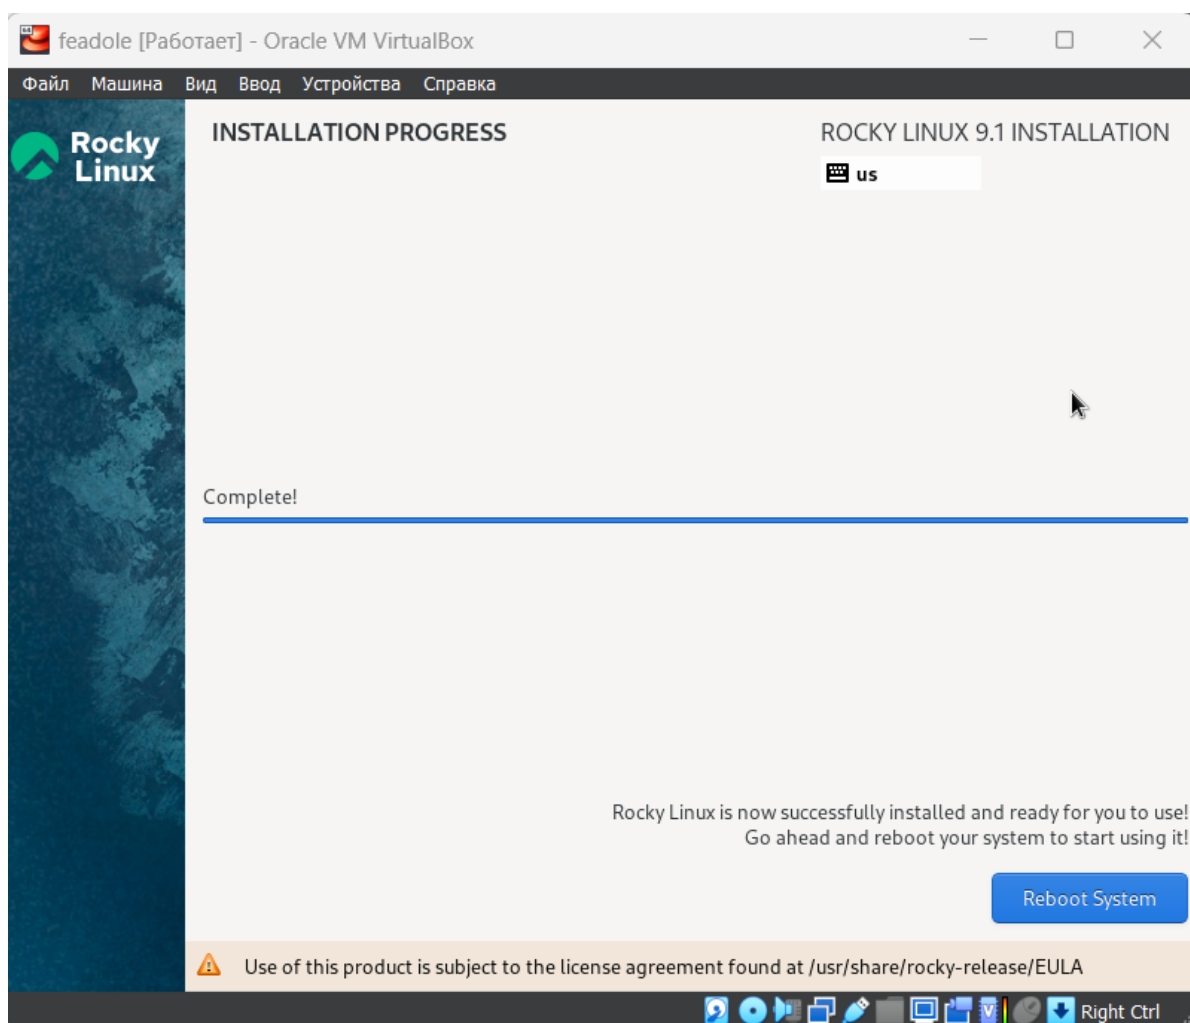 feadole [Работает] - Oracle VM VirtualBox
Файл Машина Вид Ввод Устройства Справка
Rocky
Linux
INSTALLATION PROGRESS
ROCKY LINUX 9.1 INSTALLATION
us
Complete!
Rocky Linux is now successfully installed and ready for you to use!
Go ahead and reboot your system to start using it!
Reboot System
Use of this product is subject to the license agreement found at /usr/share/rocky-release/EULA
Right Ctrl